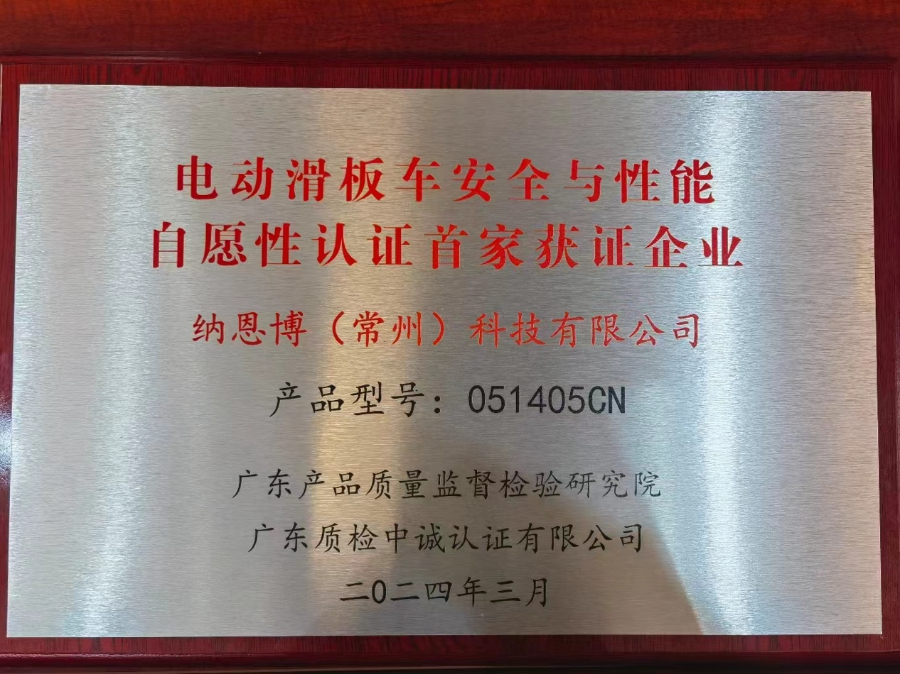 电动滑板车安全与性能
自愿性认证首家获证企业
纳恩博（常州）科技有限公司
产品型号：051405CN
广东产品质量监督检验研究院
广东质检中诚认证有限公司
二0二四年三月